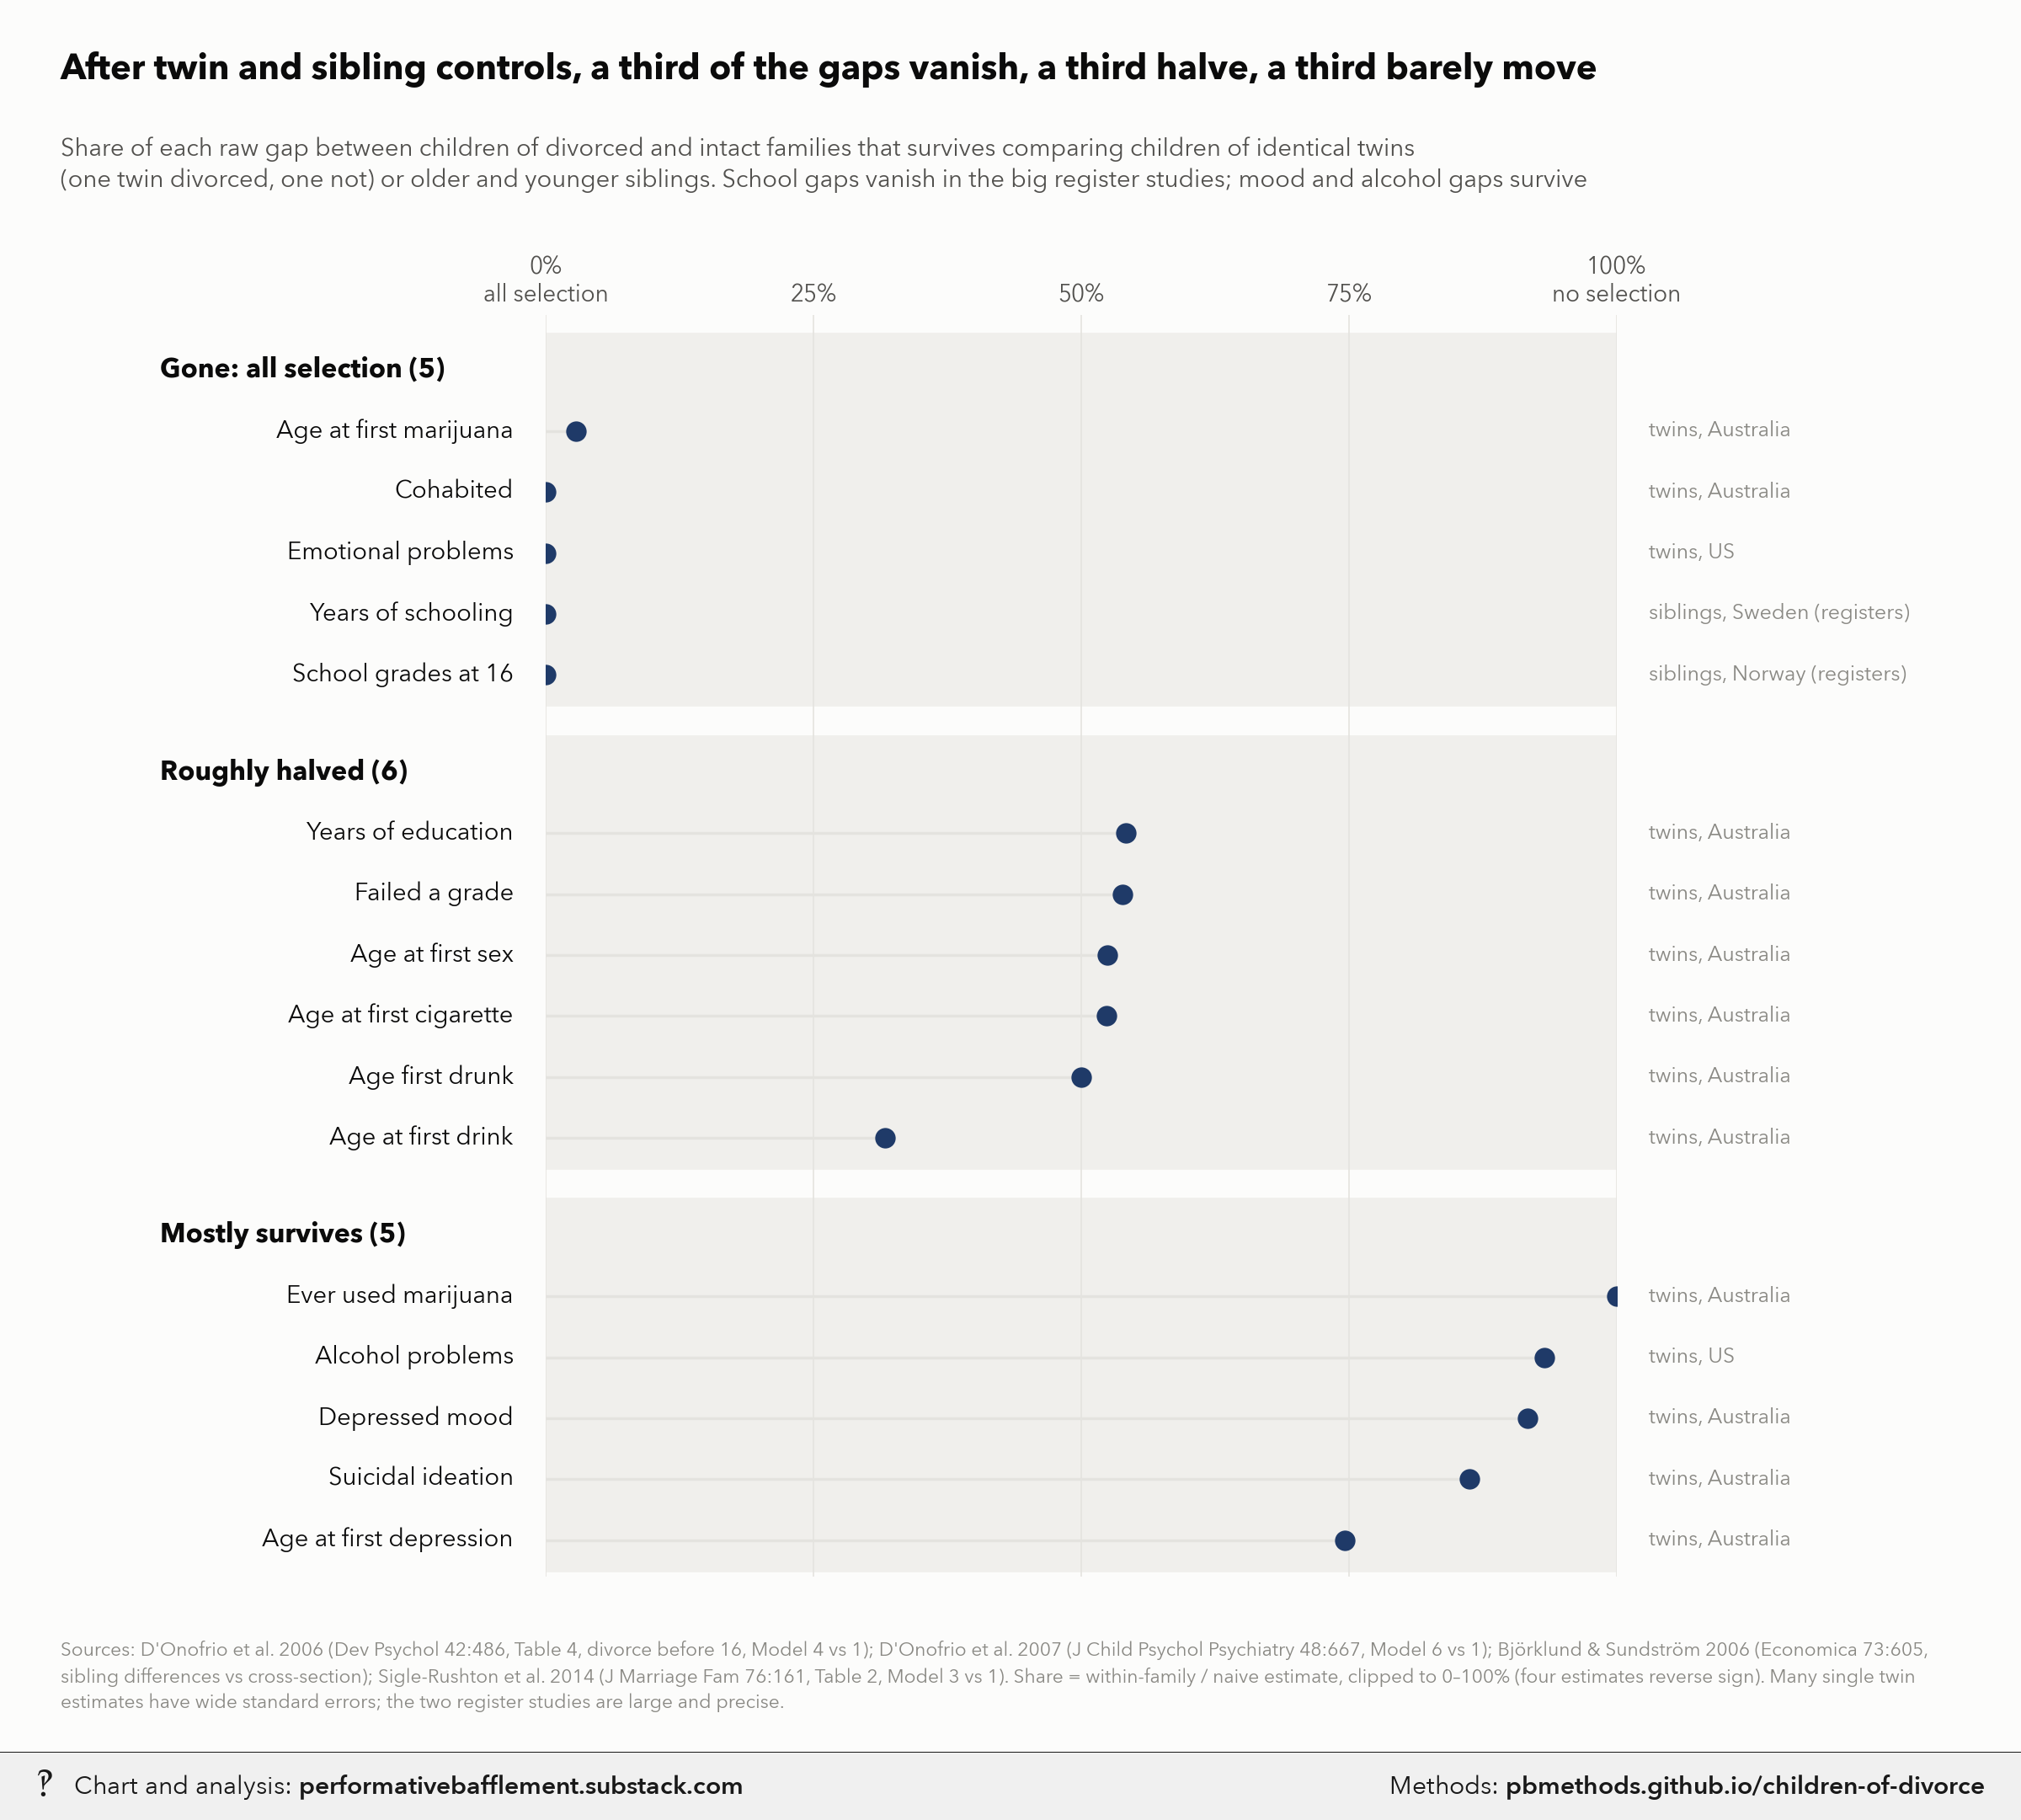 After twin and sibling controls, a third of the gaps vanish, a third halve, a third barely move
Share of each raw gap between children of divorced and intact families that survives comparing children of identical twins
(one twin divorced, one not) or older and younger siblings. School gaps vanish in the big register studies; mood and alcohol gaps survive
0%
all selection
25%
50%
75%
100%
no selection
Gone: all selection (5)
Age at first marijuana
twins, Australia
Cohabited
twins, Australia
Emotional problems
twins, US
Years of schooling
siblings, Sweden (registers)
School grades at 16
siblings, Norway (registers)
Roughly halved (6)
Years of education
twins, Australia
Failed a grade
twins, Australia
Age at first sex
twins, Australia
Age at first cigarette
twins, Australia
Age first drunk
twins, Australia
Age at first drink
twins, Australia
Mostly survives (5)
Ever used marijuana
twins, Australia
Alcohol problems
twins, US
Depressed mood
twins, Australia
Suicidal ideation
twins, Australia
Age at first depression
twins, Australia
Sources: D'Onofrio et al. 2006 (Dev Psychol 42:486, Table 4, divorce before 16, Model 4 vs 1); D'Onofrio et al. 2007 (J Child Psychol Psychiatry 48:667, Model 6 vs 1); Björklund & Sundström 2006 (Economica 73:605,
sibling differences vs cross-section); Sigle-Rushton et al. 2014 (J Marriage Fam 76:161, Table 2, Model 3 vs 1). Share = within-family / naive estimate, clipped to 0–100% (four estimates reverse sign). Many single twin
estimates have wide standard errors; the two register studies are large and precise.
‽ Chart and analysis: performativebafflement.substack.com
Methods: pbmethods.github.io/children-of-divorce